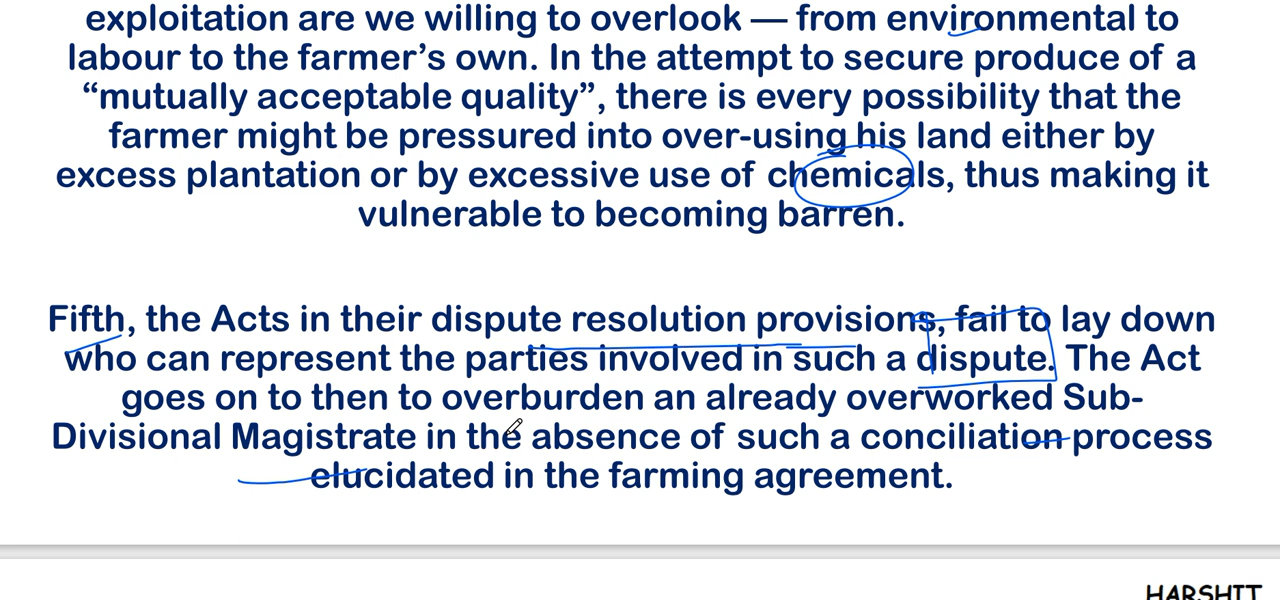 exploitation are we willing to overlook — from environmental to
labour to the farmer’s own. In the attempt to secure produce of a
“mutually acceptable quality”, there is every possibility that the
farmer might be pressured into over-using his land either by
excess plantation or by excessive use of chemicals, thus making it
vulnerable to becoming barren.
Fifth, the Acts in their dispute resolution provisions, fail to lay down
who can represent the parties involved in such a dispute. The Act
goes on to then to overburden an already overworked Sub-
Divisional Magistrate in the absence of such a conciliation process
elucidated in the farming agreement.
HARSHIT